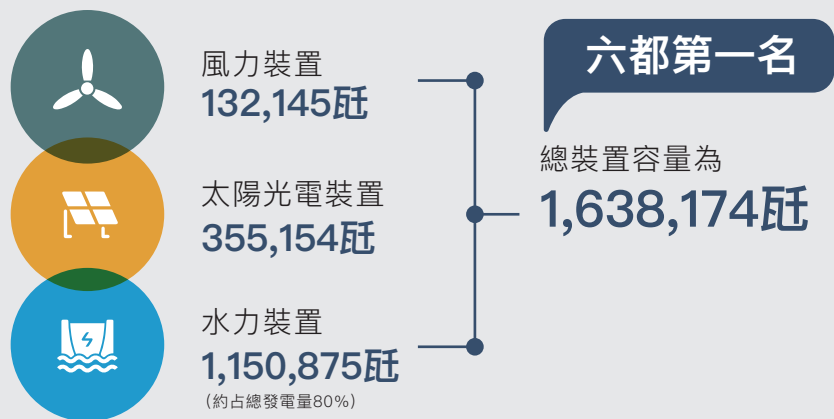 風力裝置
132,145瓩
太陽光電裝置
355,154瓩
水力裝置
1,150,875瓩
(約占總發電量80%)
六都第一名
總裝置容量為
1,638,174瓩